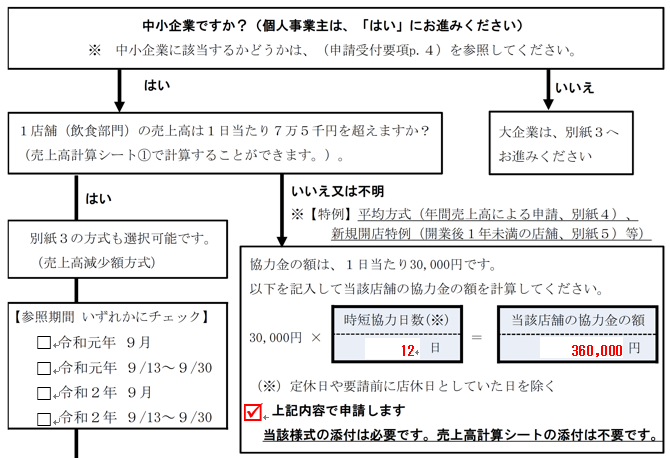 中小企業ですか？（個人事業主は、「はい」にお進みください）
※　中小企業に該当するかどうかは、（申請受付要項p.４）を参照してください。
はい
いいえ
１店舗（飲食部門）の売上高は１日当たり７万５千円を超えますか？
（売上高計算シート①で計算することができます。）。
大企業は、別紙３へ
お進みください
はい
いいえ又は不明
※【特例】平均方式（年間売上高による申請、別紙４）、
新規開店特例（開業後１年未満の店舗、別紙５）等）
別紙３の方式も選択可能です。
（売上高減少額方式）
協力金の額は、１日当たり30,000円です。
以下を記入して当該店舗の協力金の額を計算してください。
時短協力日数(※)
当該店舗の協力金の額
30,000円 × 12 日 ＝ 360,000 円
（※）定休日や要請前に店休日としていた日を除く
上記内容で申請します
当該様式の添付は必要です。売上高計算シートの添付は不要です。
【参照期間 いずれかにチェック】
□令和元年 ９月
□令和元年 9/13～9/30
□令和２年 ９月
□令和２年 9/13～9/30